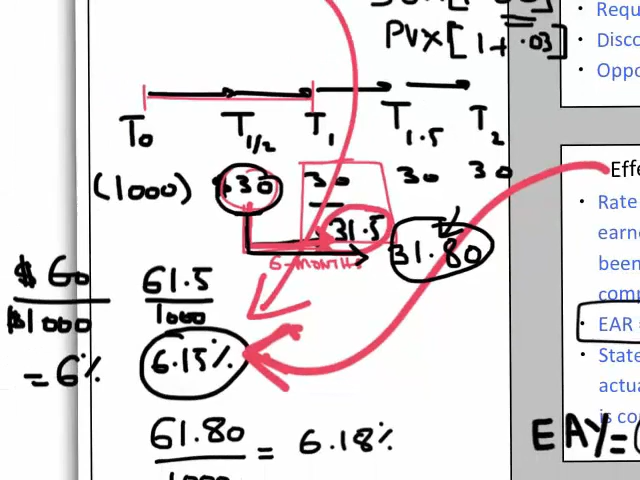 PVX[1+.03]
T0 T1/2 T1 T1.5 T2
(1000) 30 30 30 30
31.5 31.80
6-MONTHS
$60 / $1000 = 6%
61.5 / 1000
6.15%
61.80 / 1000 = 6.18%
• Requ
• Disco
• Oppo
Effe
• Rate
earne
been
comp
• EAR =
• State
actua
is co
EAY=(